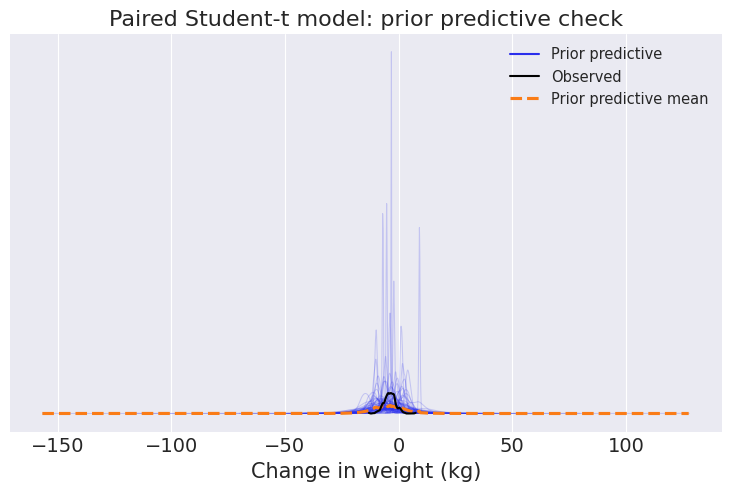 Paired Student-t model: prior predictive check
Prior predictive
Observed
Prior predictive mean
−150 −100 −50 0 50 100
Change in weight (kg)